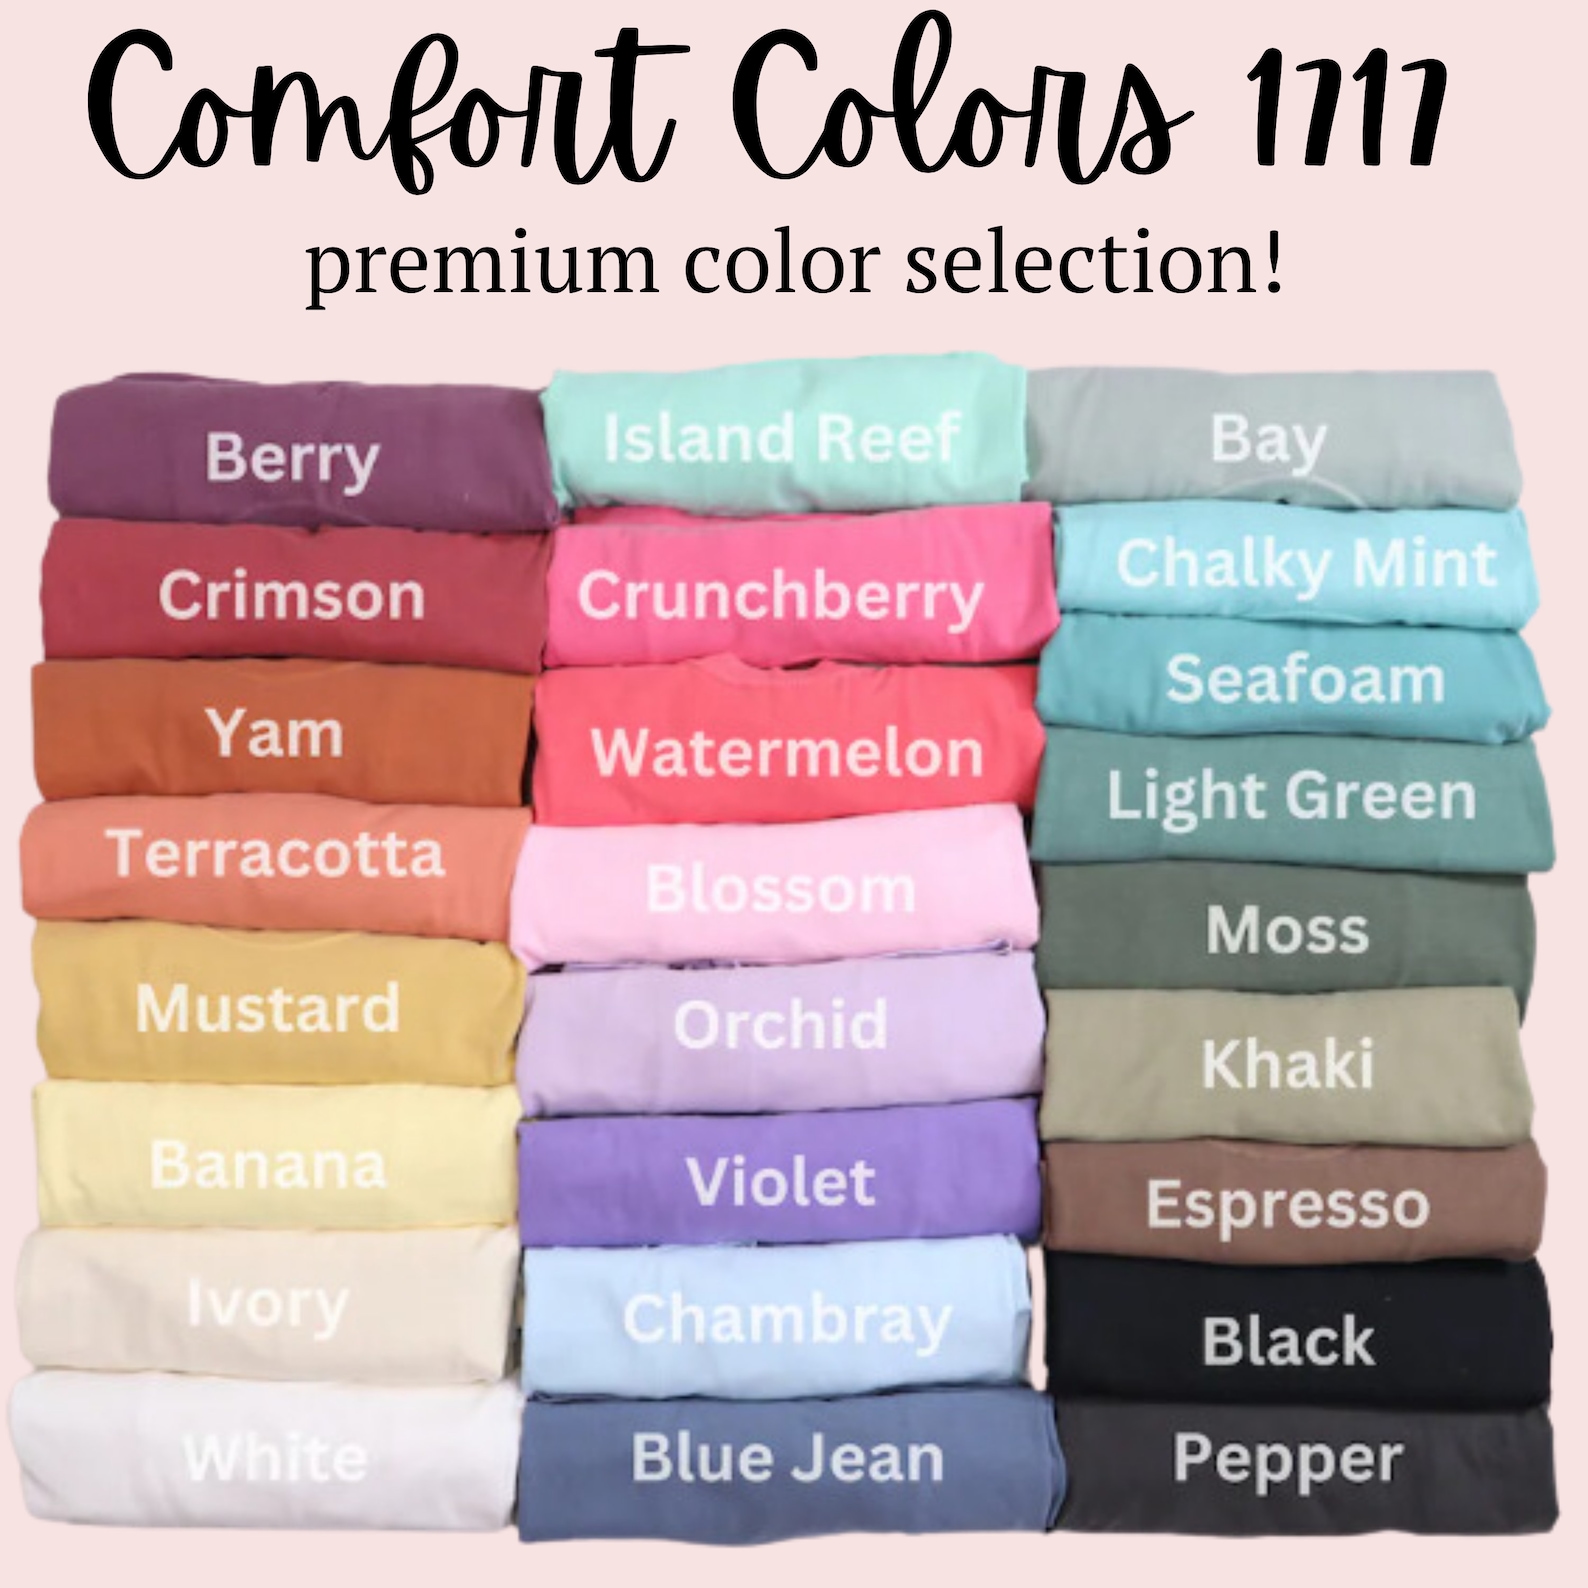 Comfort Colors 1717
premium color selection!
Berry
Crimson
Yam
Terracotta
Mustard
Banana
Ivory
White
Island Reef
Crunchberry
Watermelon
Blossom
Orchid
Violet
Chambray
Blue Jean
Bay
Chalky Mint
Seafoam
Light Green
Moss
Khaki
Espresso
Black
Pepper